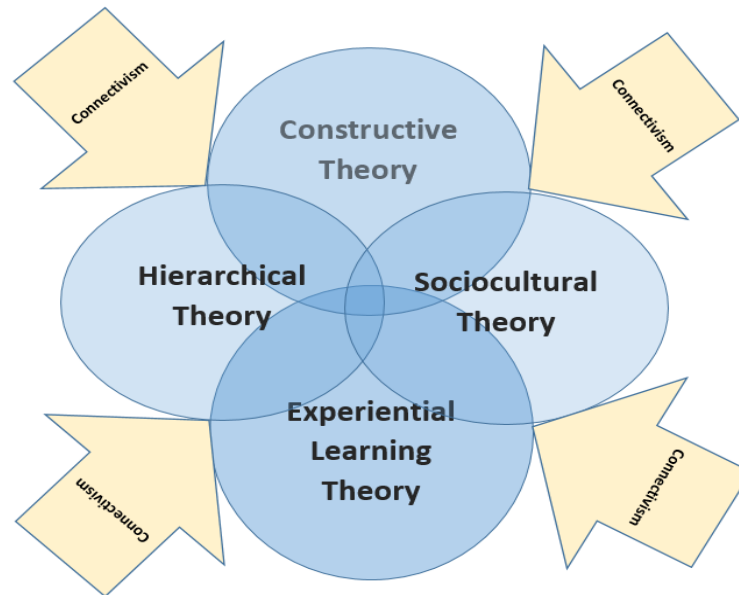 Connectivism
Connectivism
Constructive
Theory
Hierarchical
Theory
Sociocultural
Theory
Experiential
Learning
Theory
Connectivism
Connectivism